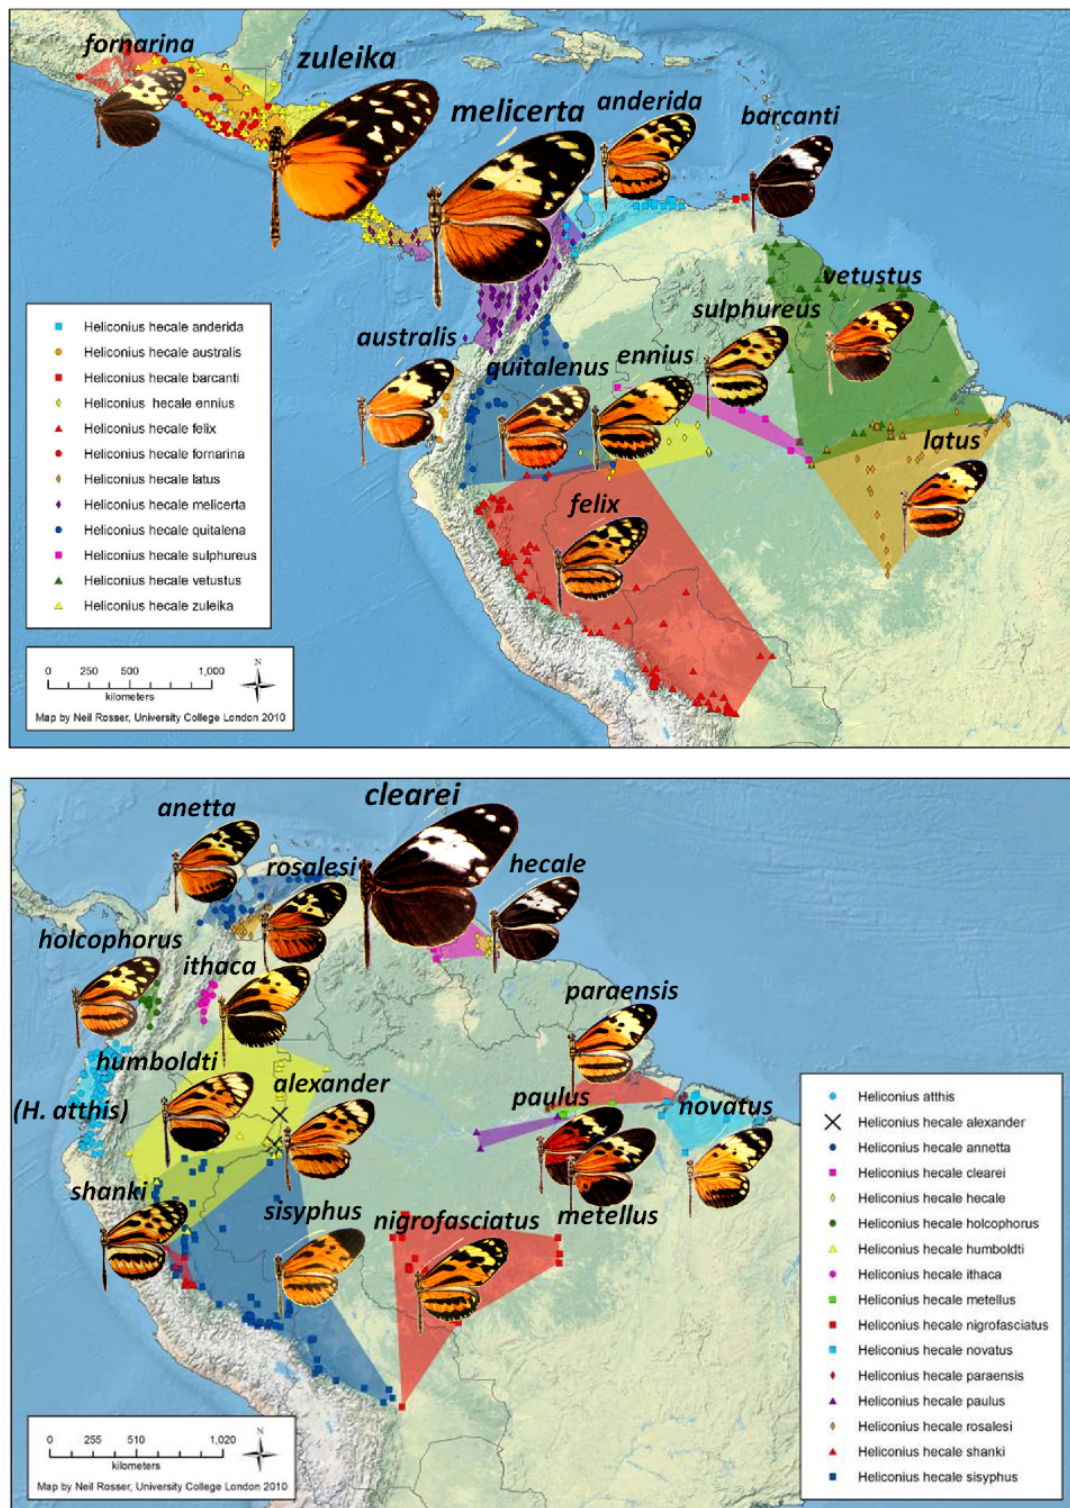 fornarina
zuleika
melicerta
anderida
barcanti
vetustus
sulphureus
australis
ennius
quitalenus
latus
felix
Heliconius hecale anderida
Heliconius hecale australis
Heliconius hecale barcanti
Heliconius hecale ennius
Heliconius hecale felix
Heliconius hecale fornarina
Heliconius hecale latus
Heliconius hecale melicerta
Heliconius hecale quitalena
Heliconius hecale sulphureus
Heliconius hecale vetustus
Heliconius hecale zuleika
0 250 500 1,000
kilometers
N
Map by Neil Rosser, University College London 2010
clearei
anetta
rosalesi
hecale
holcophorus
ithaca
paraensis
humboldti
alexander
paulus
novatus
(H. atthis)
shanki
sisyphus
nigrofasciatus
metellus
Heliconius atthis
Heliconius hecale alexander
Heliconius hecale annetta
Heliconius hecale clearei
Heliconius hecale hecale
Heliconius hecale holcophorus
Heliconius hecale humboldti
Heliconius hecale ithaca
Heliconius hecale metellus
Heliconius hecale nigrofasciatus
Heliconius hecale novatus
Heliconius hecale paraensis
Heliconius hecale paulus
Heliconius hecale rosalesi
Heliconius hecale shanki
Heliconius hecale sisyphus
0 255 510 1,020
kilometers
N
Map by Neil Rosser, University College London 2010